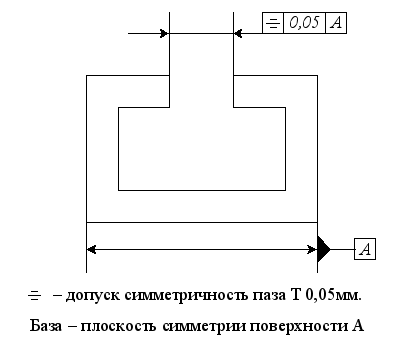 ⌯ 0,05 A
A
⌯ – допуск симметричность паза Т 0,05мм.
База – плоскость симметрии поверхности А